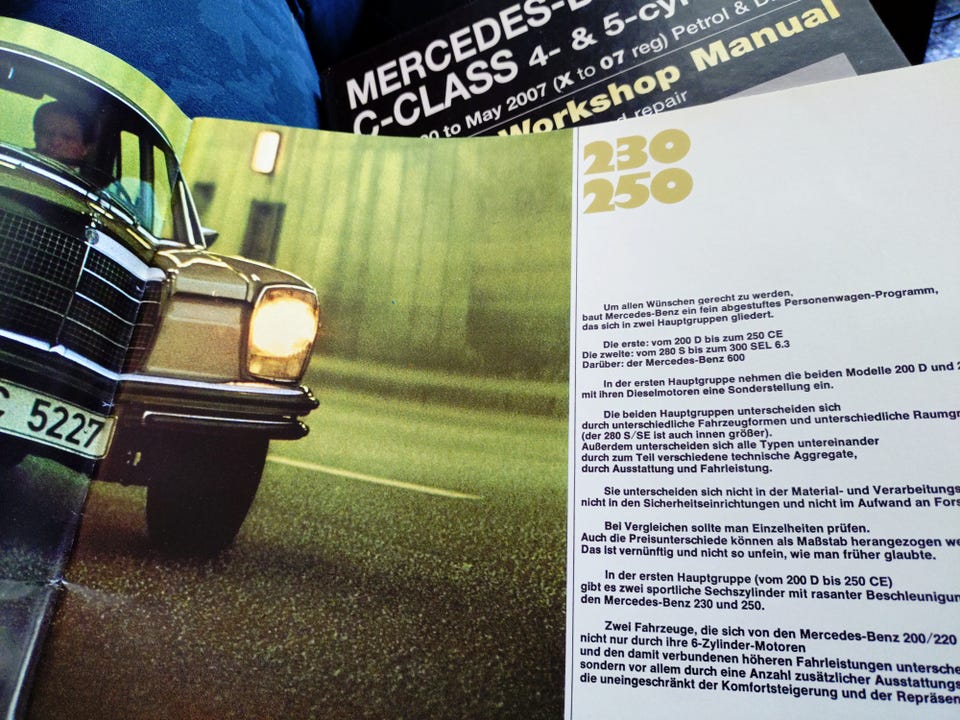 MERCEDES-B
C-CLASS 4- & 5-cy
to May 2007 (X to 07 reg) Petrol & D
Workshop Manual
repair
230
250
5227
Um allen Wünschen gerecht zu werden,
baut Mercedes-Benz ein fein abgestuftes Personenwagen-Programm,
das sich in zwei Hauptgruppen gliedert.
Die erste: vom 200 D bis zum 250 CE
Die zweite: vom 280 S bis zum 300 SEL 6.3
Darüber: der Mercedes-Benz 600
In der ersten Hauptgruppe nehmen die beiden Modelle 200 D und 2
mit ihren Dieselmotoren eine Sonderstellung ein.
Die beiden Hauptgruppen unterscheiden sich
durch unterschiedliche Fahrzeugformen und unterschiedliche Raumgr
(der 280 S/SE ist auch innen größer).
Außerdem unterscheiden sich alle Typen untereinander
durch zum Teil verschiedene technische Aggregate,
durch Ausstattung und Fahrleistung.
Sie unterscheiden sich nicht in der Material- und Verarbeitungs
nicht in den Sicherheitseinrichtungen und nicht im Aufwand an Fors
Bei Vergleichen sollte man Einzelheiten prüfen.
Auch die Preisunterschiede können als Maßstab herangezogen we
Das ist vernünftig und nicht so unfein, wie man früher glaubte.
In der ersten Hauptgruppe (vom 200 D bis 250 CE)
gibt es zwei sportliche Sechszylinder mit rasanter Beschleunigun
den Mercedes-Benz 230 und 250.
Zwei Fahrzeuge, die sich von den Mercedes-Benz 200/220
nicht nur durch ihre 6-Zylinder-Motoren
und den damit verbundenen höheren Fahrleistungen untersche
sondern vor allem durch eine Anzahl zusätzlicher Ausstattungs
die uneingeschränkt der Komfortsteigerung und der Repräsen